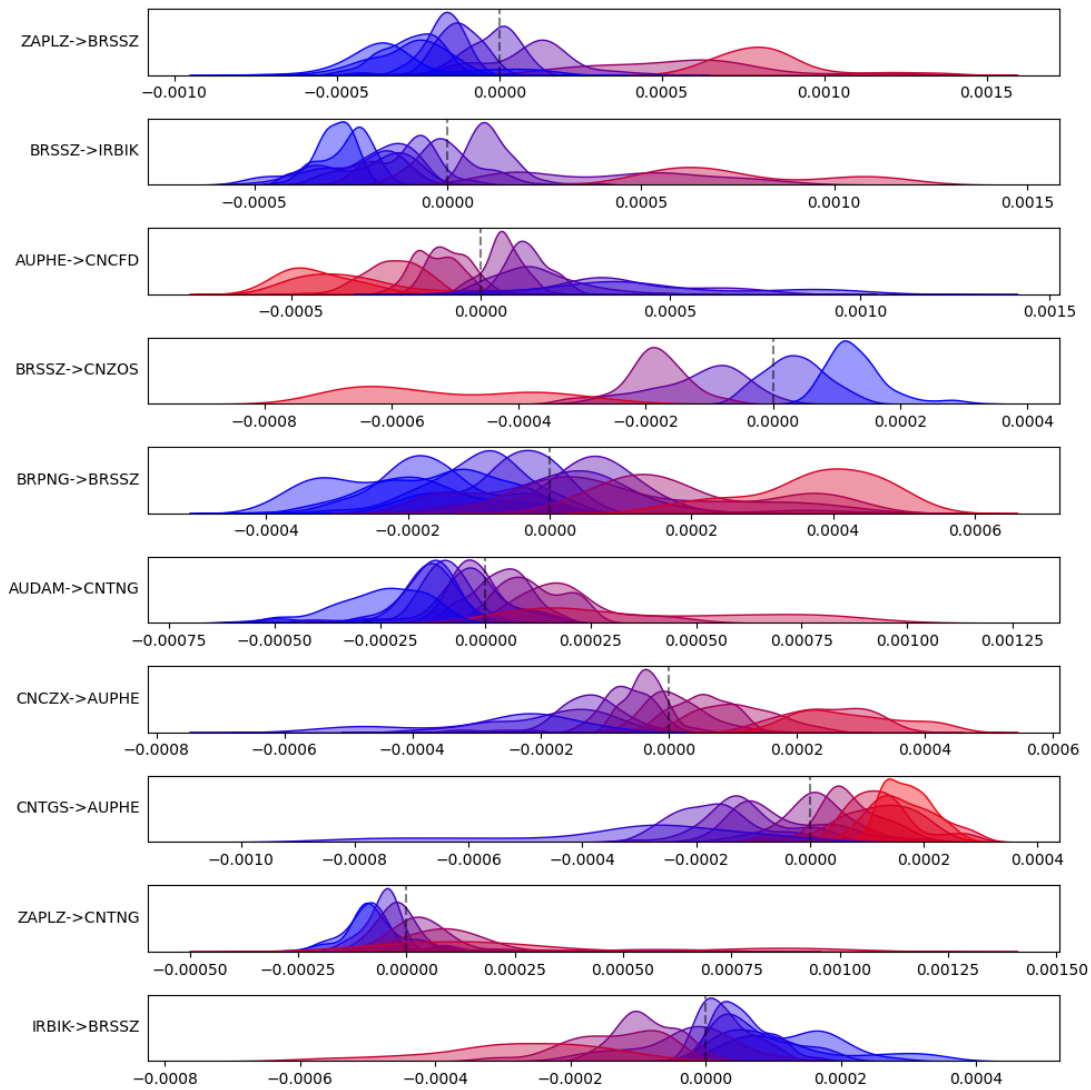 ZAPLZ->BRSSZ
−0.0010 −0.0005 0.0000 0.0005 0.0010 0.0015
BRSSZ->IRBIK
−0.0005 0.0000 0.0005 0.0010 0.0015
AUPHE->CNCFD
−0.0005 0.0000 0.0005 0.0010 0.0015
BRSSZ->CNZOS
−0.0008 −0.0006 −0.0004 −0.0002 0.0000 0.0002 0.0004
BRPNG->BRSSZ
−0.0004 −0.0002 0.0000 0.0002 0.0004 0.0006
AUDAM->CNTNG
−0.00075 −0.00050 −0.00025 0.00000 0.00025 0.00050 0.00075 0.00100 0.00125
CNCZX->AUPHE
−0.0008 −0.0006 −0.0004 −0.0002 0.0000 0.0002 0.0004 0.0006
CNTGS->AUPHE
−0.0010 −0.0008 −0.0006 −0.0004 −0.0002 0.0000 0.0002 0.0004
ZAPLZ->CNTNG
−0.00050 −0.00025 0.00000 0.00025 0.00050 0.00075 0.00100 0.00125 0.00150
IRBIK->BRSSZ
−0.0008 −0.0006 −0.0004 −0.0002 0.0000 0.0002 0.0004